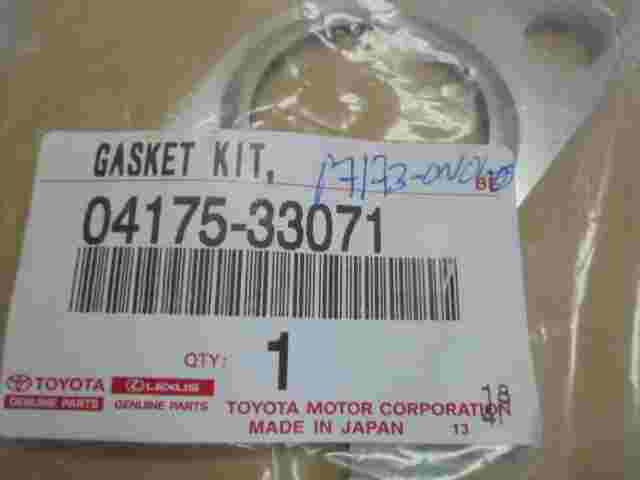 GASKET KIT,
04175-33071
QTY: 1
TOYOTA LEXUS
GENUINE PARTS GENUINE PARTS
TOYOTA MOTOR CORPORATION
MADE IN JAPAN 13